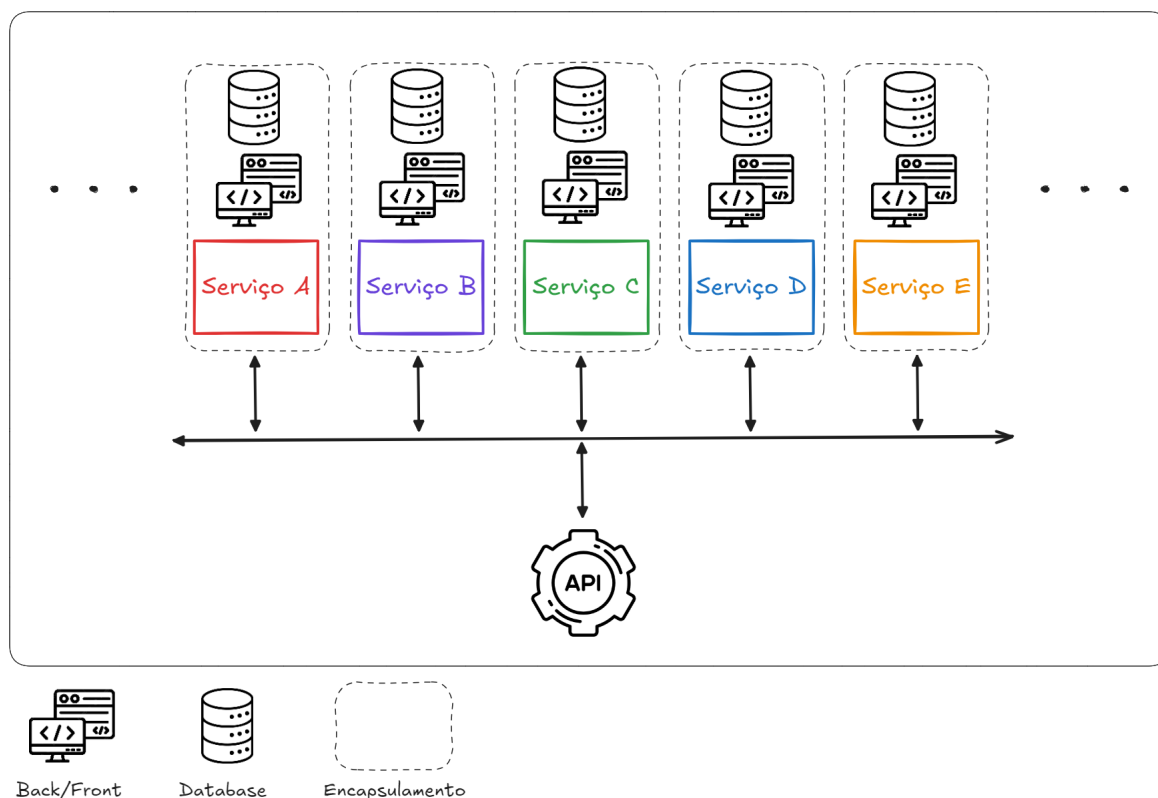 Serviço A
Serviço B
Serviço C
Serviço D
Serviço E
API
Back/Front
Database
Encapsulamento